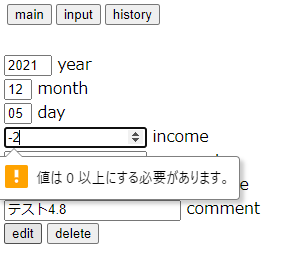 main input history
2021 year
12 month
05 day
-2 income
値は 0 以上にする必要があります。
テスト4.8 comment
edit delete